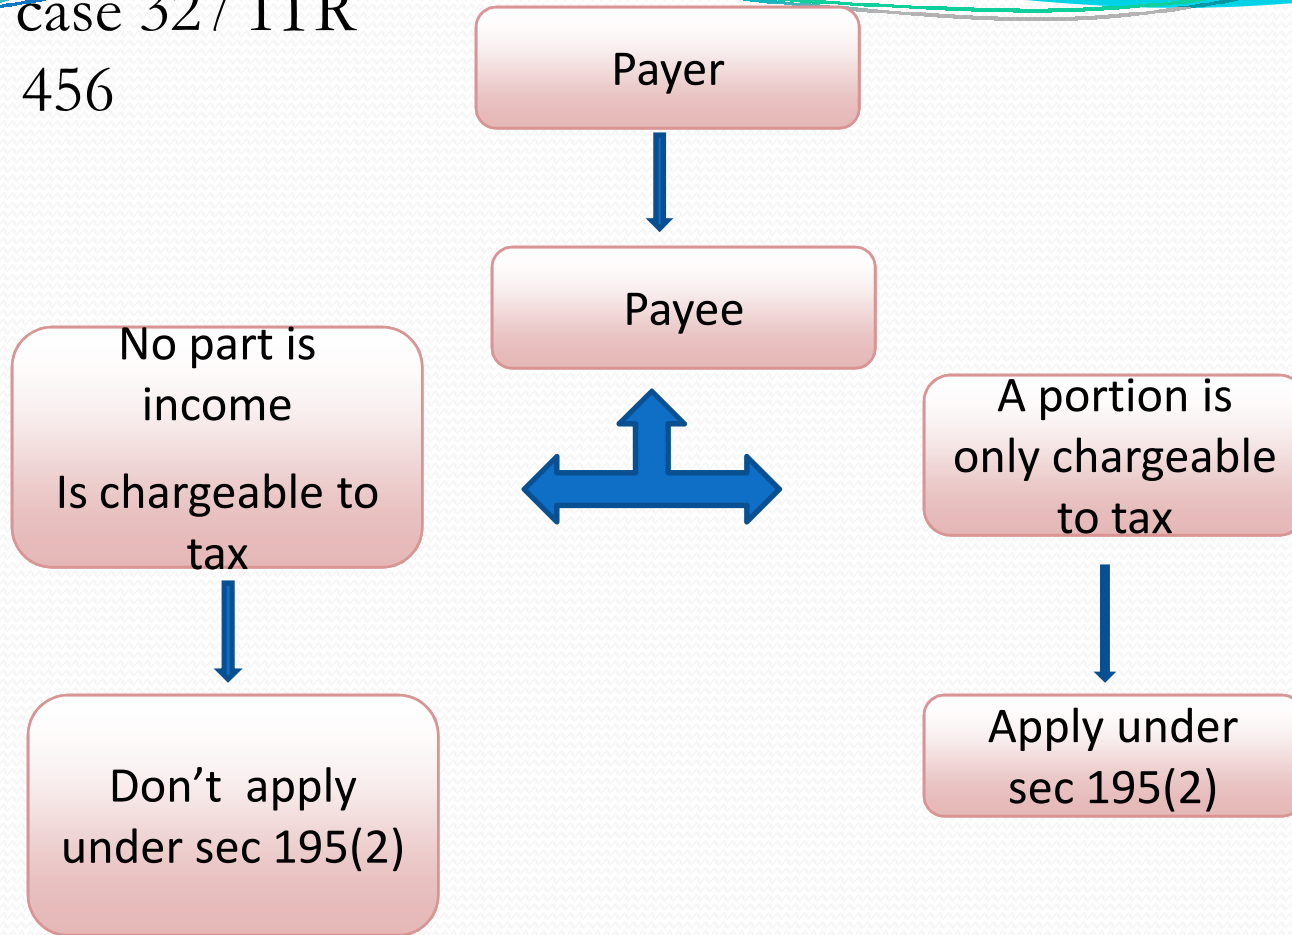 case 327 ITR
456
Payer
Payee
No part is
income
Is chargeable to
tax
A portion is
only chargeable
to tax
Don’t  apply
under sec 195(2)
Apply under
sec 195(2)